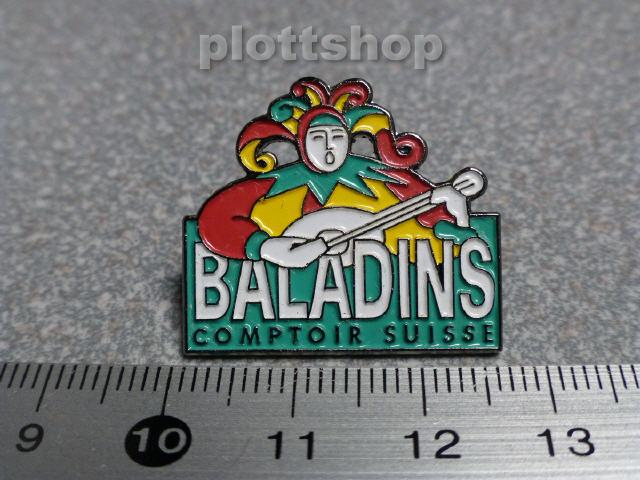 plottshop
BALADINS
COMPTOIR SUISSE
9 10 11 12 13